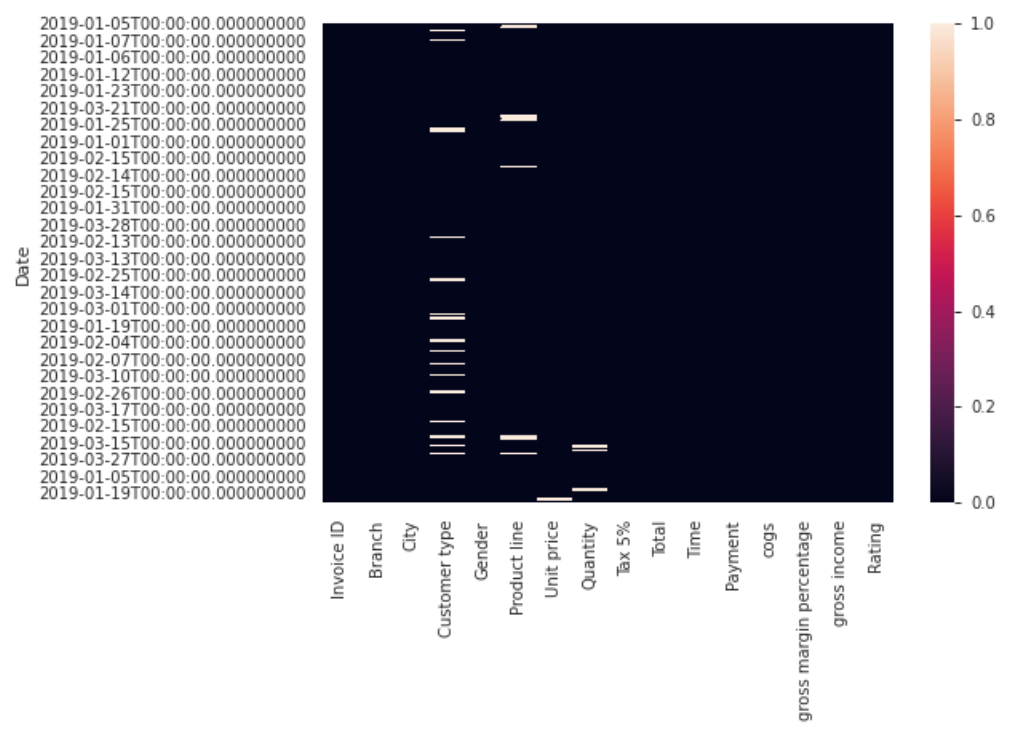 2019-01-05T00:00:00.000000000
2019-01-07T00:00:00.000000000
2019-01-06T00:00:00.000000000
2019-01-12T00:00:00.000000000
2019-01-23T00:00:00.000000000
2019-03-21T00:00:00.000000000
2019-01-25T00:00:00.000000000
2019-01-01T00:00:00.000000000
2019-02-15T00:00:00.000000000
2019-02-14T00:00:00.000000000
2019-02-15T00:00:00.000000000
2019-01-31T00:00:00.000000000
2019-03-28T00:00:00.000000000
2019-02-13T00:00:00.000000000
2019-03-13T00:00:00.000000000
2019-02-25T00:00:00.000000000
2019-03-14T00:00:00.000000000
2019-03-01T00:00:00.000000000
2019-01-19T00:00:00.000000000
2019-02-04T00:00:00.000000000
2019-02-07T00:00:00.000000000
2019-03-10T00:00:00.000000000
2019-02-26T00:00:00.000000000
2019-03-17T00:00:00.000000000
2019-02-15T00:00:00.000000000
2019-03-15T00:00:00.000000000
2019-03-27T00:00:00.000000000
2019-01-05T00:00:00.000000000
2019-01-19T00:00:00.000000000
Date
Invoice ID
Branch
City
Customer type
Gender
Product line
Unit price
Quantity
Tax 5%
Total
Time
Payment
cogs
gross margin percentage
gross income
Rating
1.0
0.8
0.6
0.4
0.2
0.0